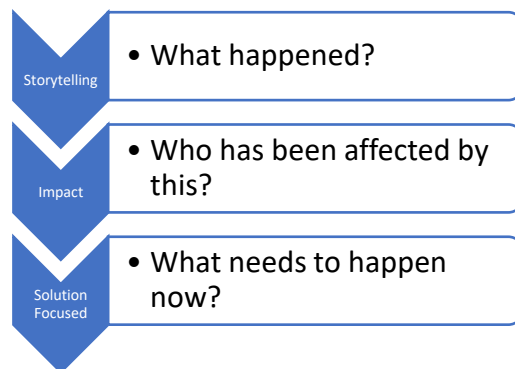 Storytelling
• What happened?
Impact
• Who has been affected by
this?
Solution
Focused
• What needs to happen
now?